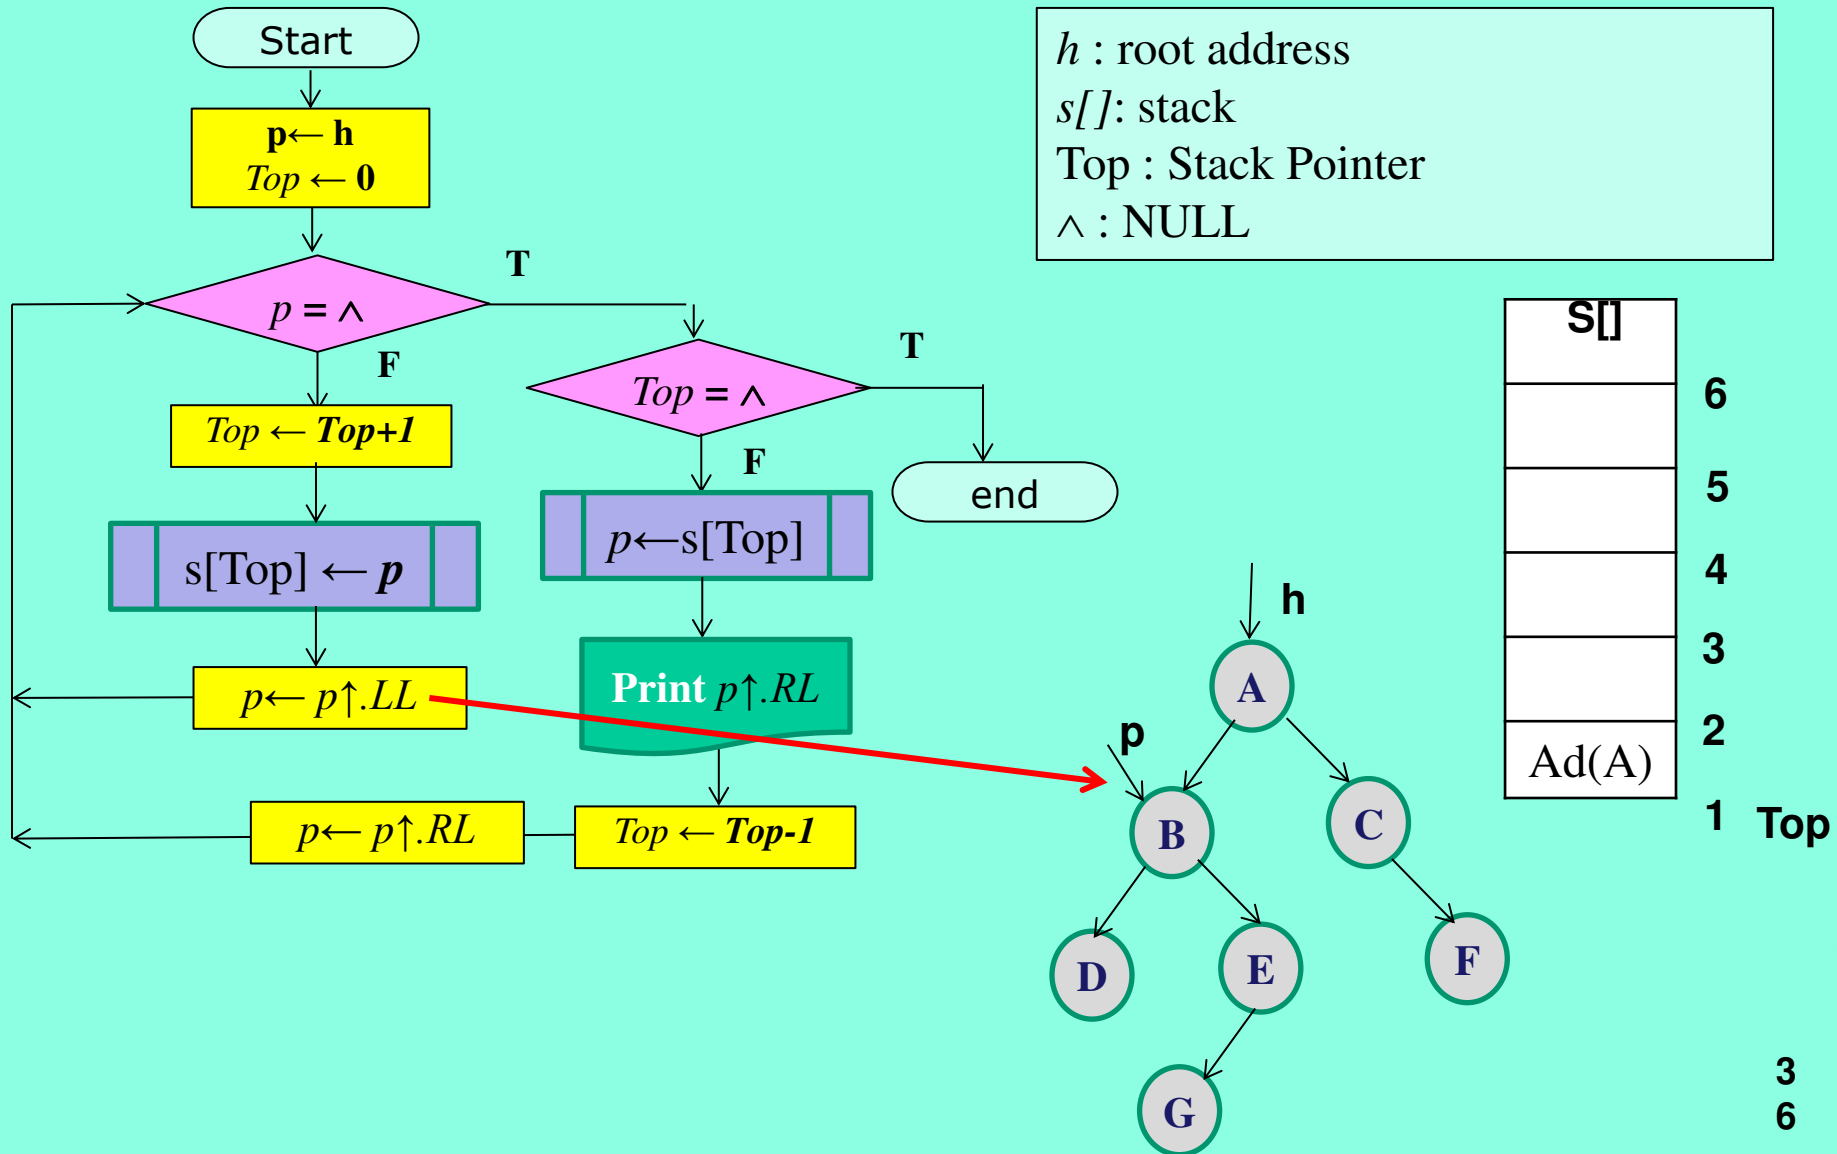 Start
p← h
Top ← 0
p = ∧
T
F
Top ← Top+1
s[Top] ← p
p← p↑.LL
Top = ∧
T
F
end
p←s[Top]
Print p↑.RL
Top ← Top-1
p← p↑.RL
h : root address
s[]: stack
Top : Stack Pointer
∧ : NULL
S[]
6
5
4
3
2
Ad(A)
1 Top
h
A
p
B
C
D
E
F
G
3
6